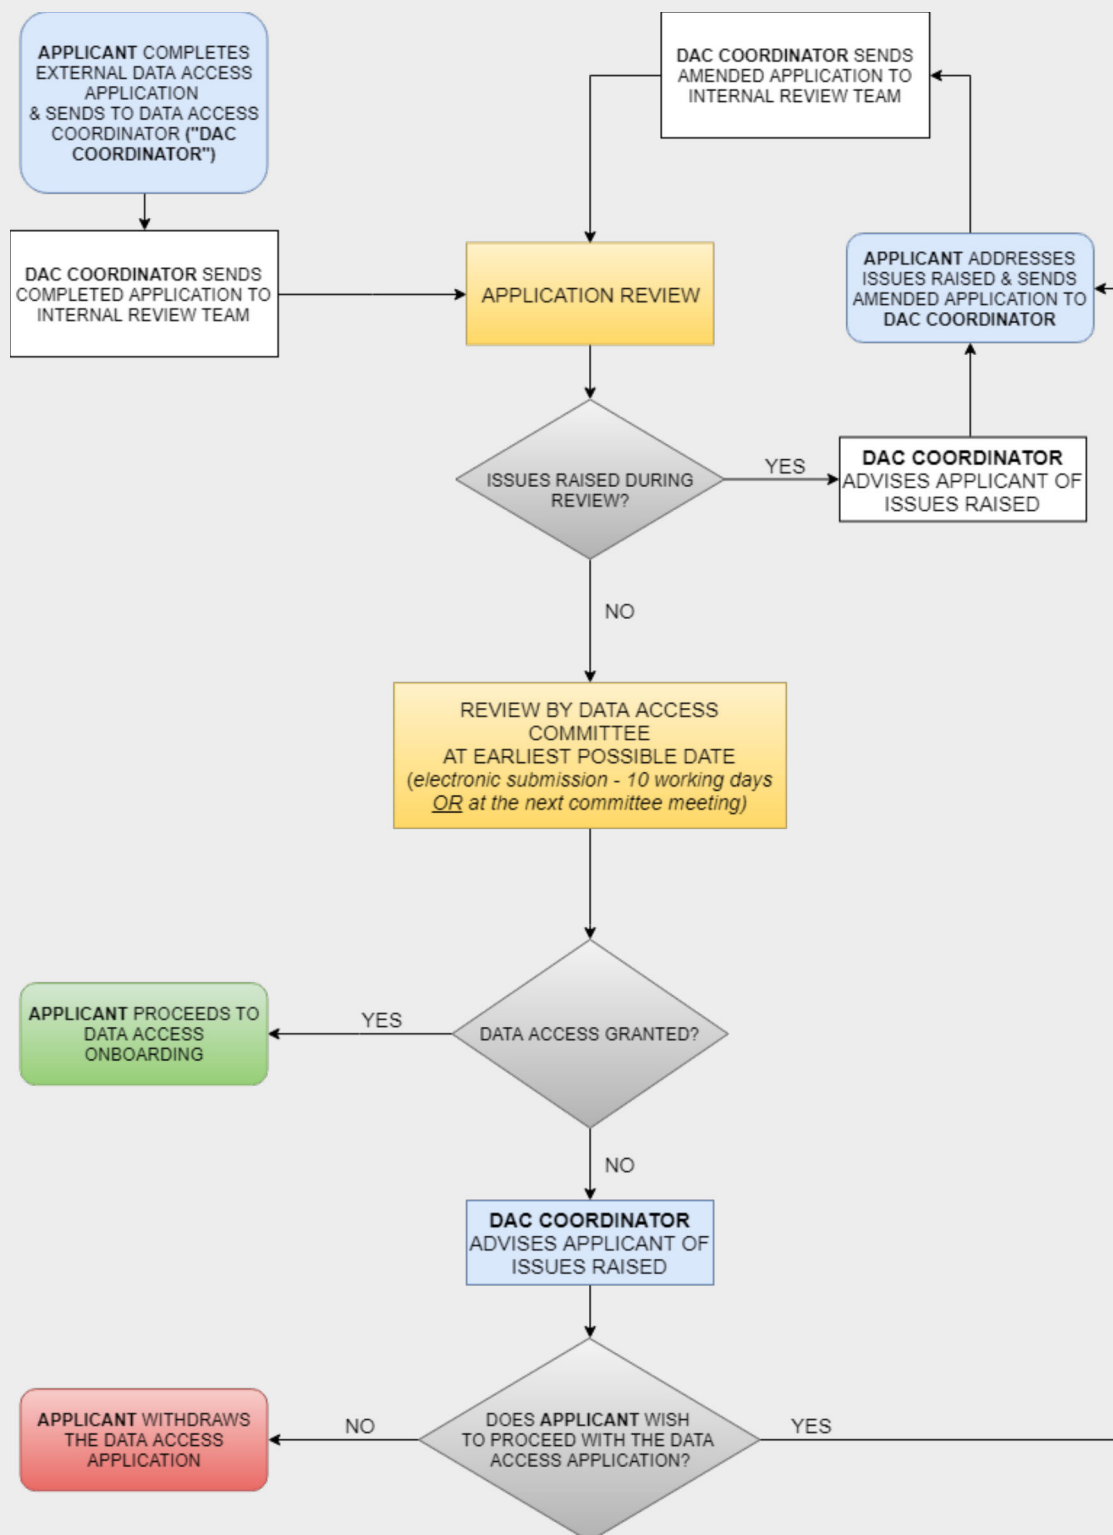 APPLICANT COMPLETES
EXTERNAL DATA ACCESS
APPLICATION
& SENDS TO DATA ACCESS
COORDINATOR ("DAC
COORDINATOR")
DAC COORDINATOR SENDS
AMENDED APPLICATION TO
INTERNAL REVIEW TEAM
DAC COORDINATOR SENDS
COMPLETED APPLICATION TO
INTERNAL REVIEW TEAM
APPLICATION REVIEW
APPLICANT ADDRESSES
ISSUES RAISED & SENDS
AMENDED APPLICATION TO
DAC COORDINATOR
ISSUES RAISED DURING
REVIEW?
YES
DAC COORDINATOR
ADVISES APPLICANT OF
ISSUES RAISED
NO
REVIEW BY DATA ACCESS
COMMITTEE
AT EARLIEST POSSIBLE DATE
(electronic submission - 10 working days
OR at the next committee meeting)
APPLICANT PROCEEDS TO
DATA ACCESS
ONBOARDING
YES
DATA ACCESS GRANTED?
NO
DAC COORDINATOR
ADVISES APPLICANT OF
ISSUES RAISED
APPLICANT WITHDRAWS
THE DATA ACCESS
APPLICATION
NO
DOES APPLICANT WISH
TO PROCEED WITH THE DATA
ACCESS APPLICATION?
YES